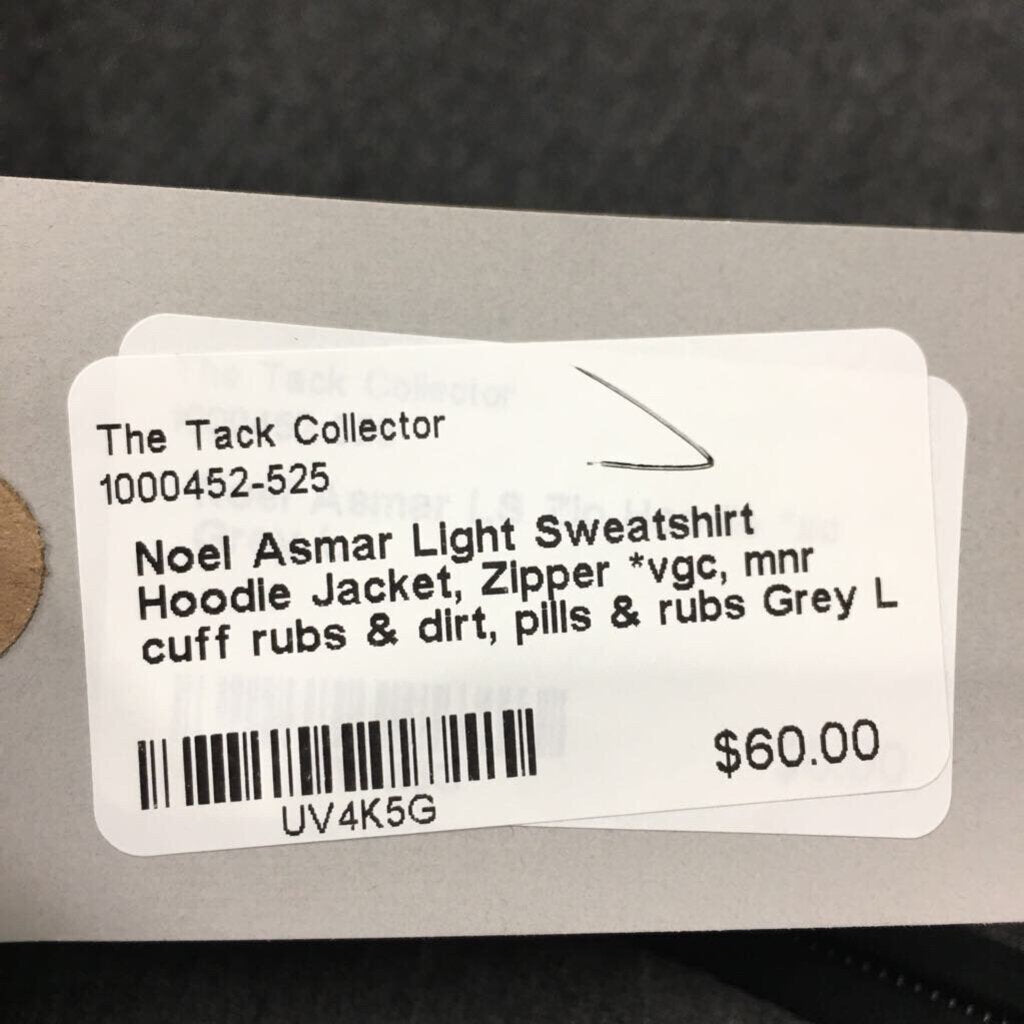 The Tack Collector
1000452-525
Noel Asmar Light Sweatshirt
Hoodie Jacket, Zipper *vgc, mnr
cuff rubs & dirt, pills & rubs Grey L
$60.00
UV4K5G